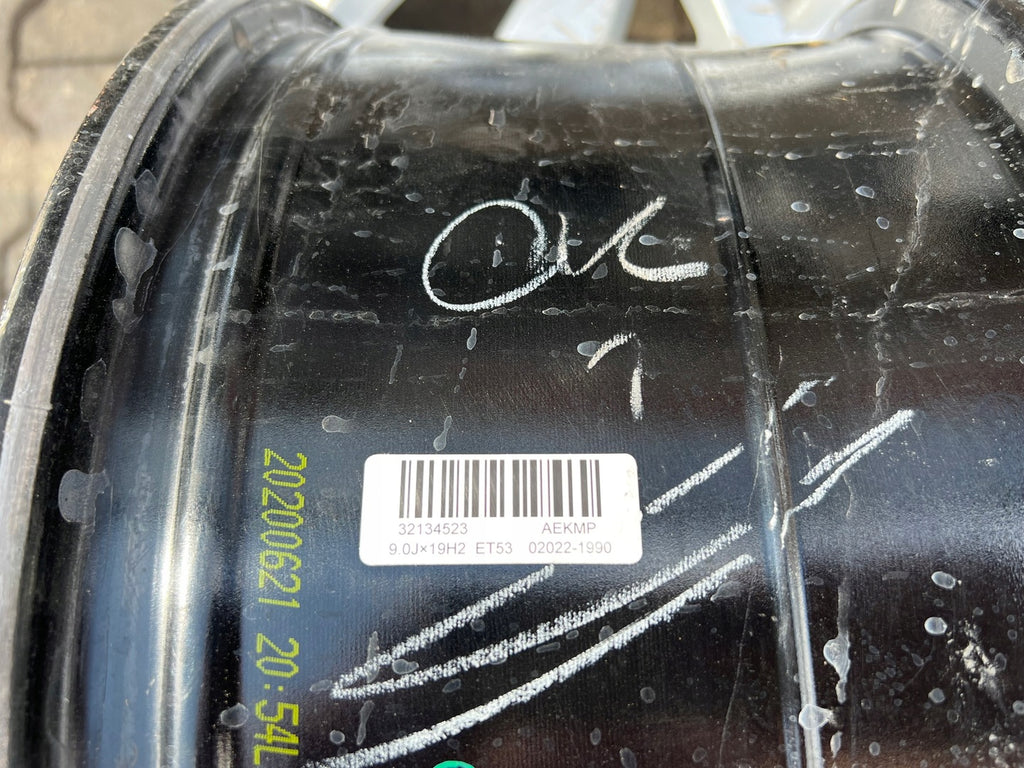 OK
1
32134523 AEKMP
9.0J×19H2 ET53 02022-1990
20200621 20:54L